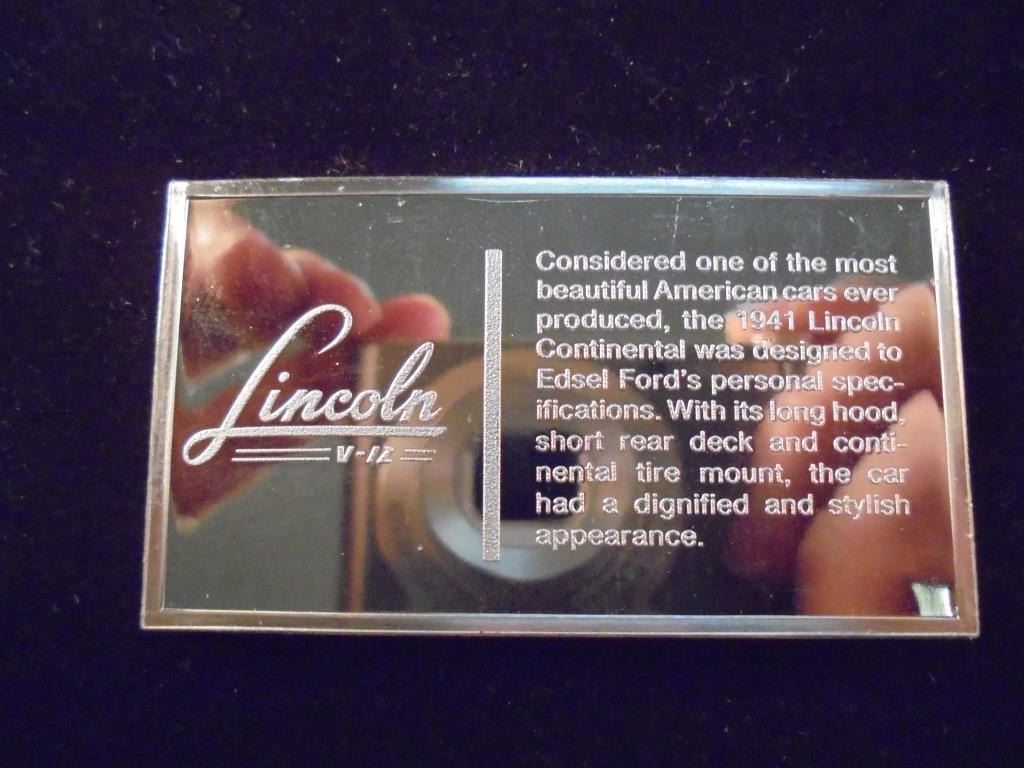 Lincoln
V-12
Considered one of the most
beautiful American cars ever
produced, the 1941 Lincoln
Continental was designed to
Edsel Ford's personal spec-
ifications. With its long hood,
short rear deck and conti-
nental tire mount, the car
had a dignified and stylish
appearance.